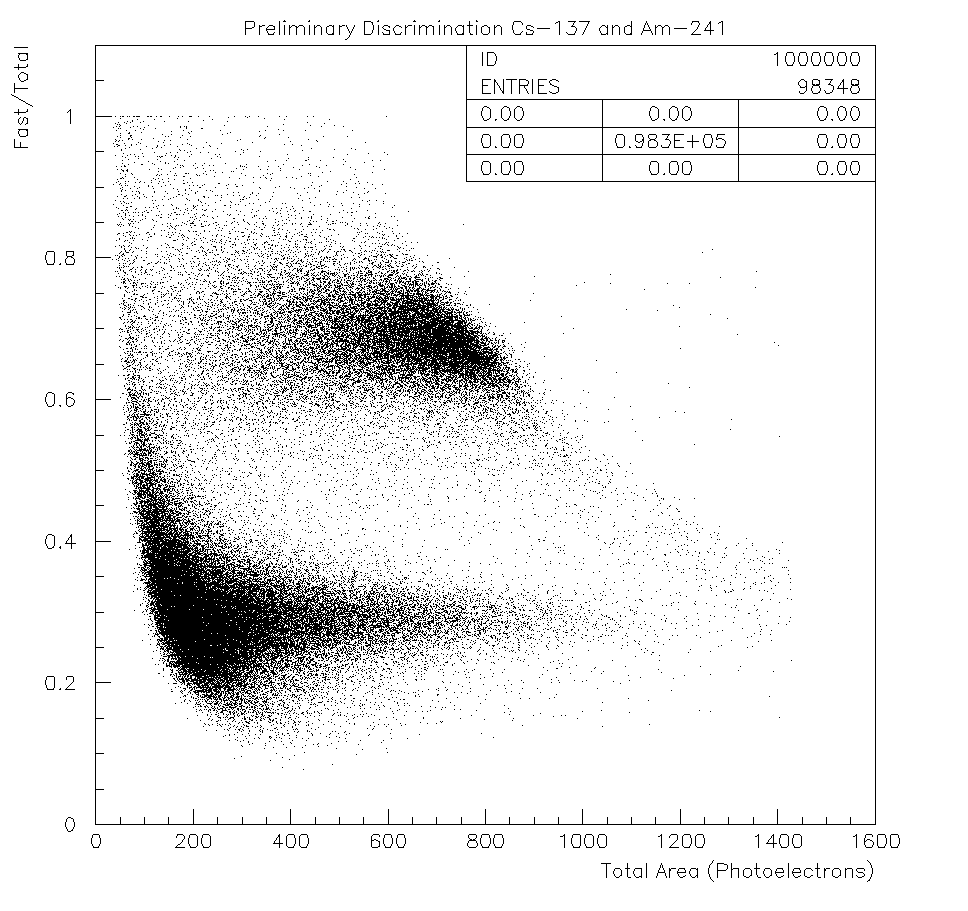 Preliminary Discrimination Cs-137 and Am-241
ID 1000000
ENTRIES 98348
0.00 0.00 0.00
0.00 0.983E+05 0.00
0.00 0.00 0.00
Fast/Total
1
0.8
0.6
0.4
0.2
0
0 200 400 600 800 1000 1200 1400 1600
Total Area (Photoelectrons)